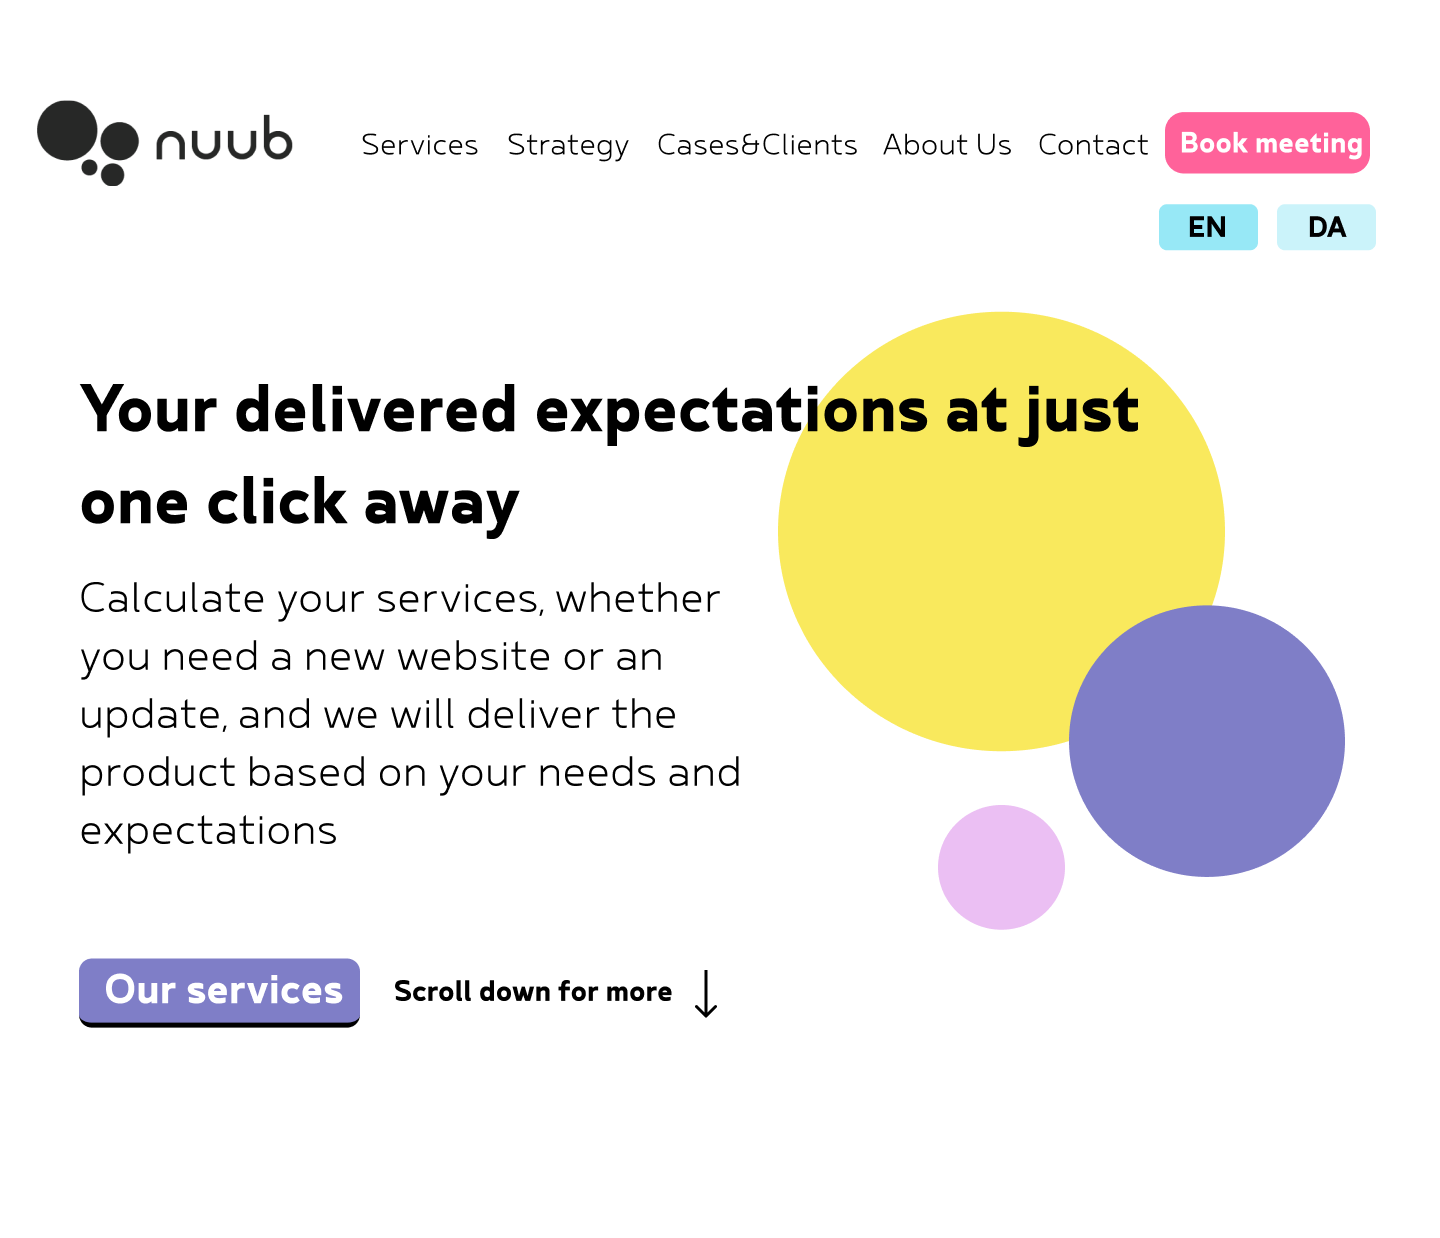 nuub
Services Strategy Cases&Clients About Us Contact Book meeting
EN DA
Your delivered expectations at just
one click away
Calculate your services, whether
you need a new website or an
update, and we will deliver the
product based on your needs and
expectations
Our services Scroll down for more